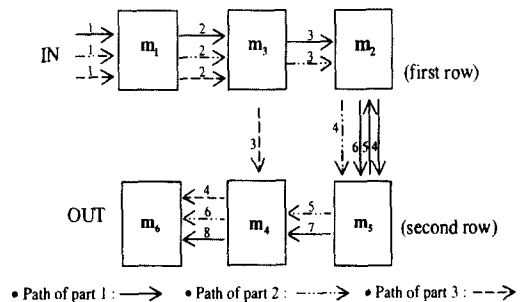 1 2 3
IN 1 m₁ 2 m₃ 3 m₂
1 2 (first row)
3 4 6 5 4
4 5
OUT m₆ 6 m₄ 7 m₅ (second row)
8
• Path of part 1 : • Path of part 2 : • Path of part 3 :